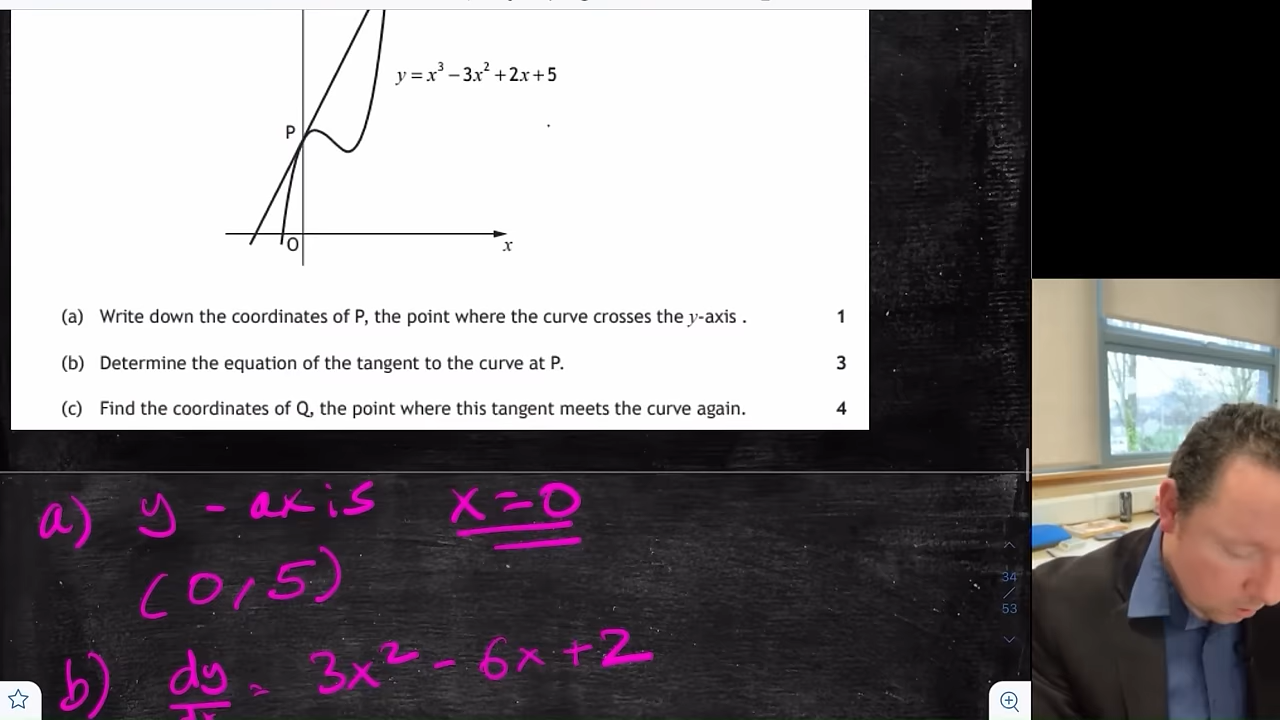 y = x³ − 3x² + 2x + 5
P
O
x
(a) Write down the coordinates of P, the point where the curve crosses the y-axis . 1
(b) Determine the equation of the tangent to the curve at P. 3
(c) Find the coordinates of Q, the point where this tangent meets the curve again. 4
a) y - axis x = 0
(0, 5)
34
/
53
b) dy/dx = 3x² - 6x + 2